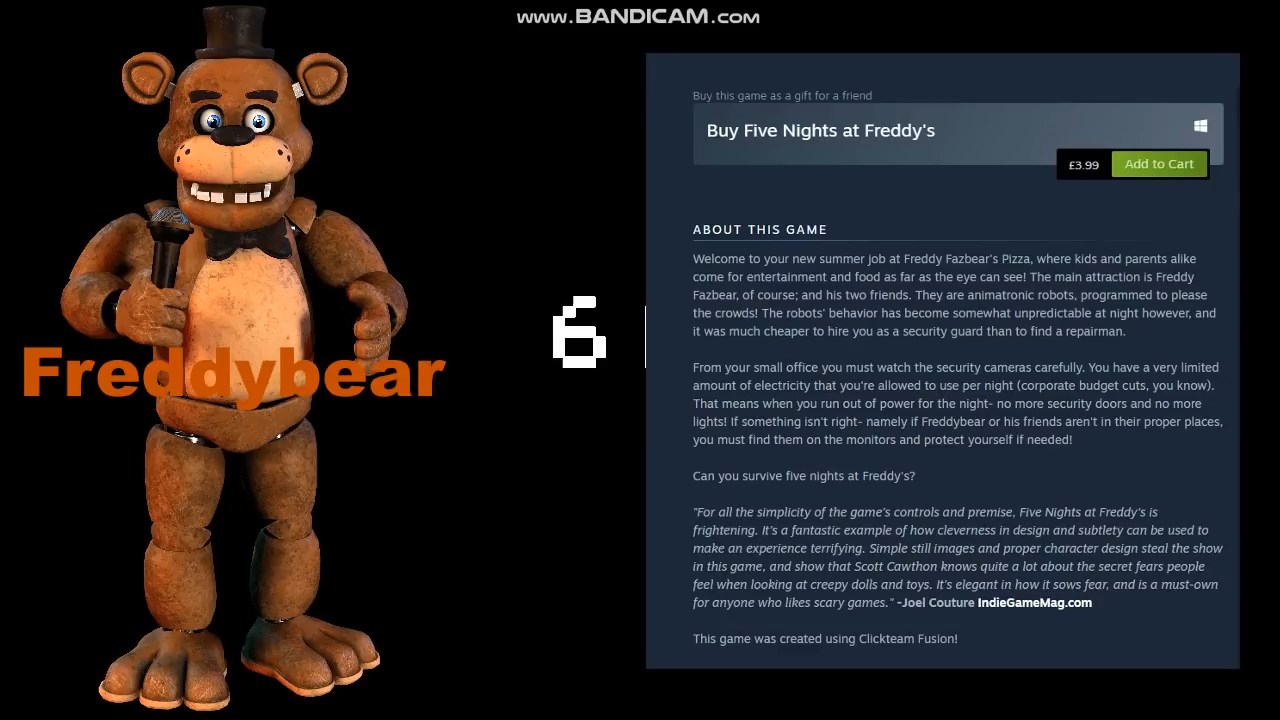 www.BANDICAM.com
Freddybear
6
Buy this game as a gift for a friend
Buy Five Nights at Freddy's
£3.99
Add to Cart
ABOUT THIS GAME
Welcome to your new summer job at Freddy Fazbear's Pizza, where kids and parents alike
come for entertainment and food as far as the eye can see! The main attraction is Freddy
Fazbear, of course; and his two friends. They are animatronic robots, programmed to please
the crowds! The robots' behavior has become somewhat unpredictable at night however, and
it was much cheaper to hire you as a security guard than to find a repairman.
From your small office you must watch the security cameras carefully. You have a very limited
amount of electricity that you're allowed to use per night (corporate budget cuts, you know).
That means when you run out of power for the night- no more security doors and no more
lights! If something isn't right- namely if Freddybear or his friends aren't in their proper places,
you must find them on the monitors and protect yourself if needed!
Can you survive five nights at Freddy's?
"For all the simplicity of the game's controls and premise, Five Nights at Freddy's is
frightening. It's a fantastic example of how cleverness in design and subtlety can be used to
make an experience terrifying. Simple still images and proper character design steal the show
in this game, and show that Scott Cawthon knows quite a lot about the secret fears people
feel when looking at creepy dolls and toys. It's elegant in how it sows fear, and is a must-own
for anyone who likes scary games." -Joel Couture IndieGameMag.com
This game was created using Clickteam Fusion!